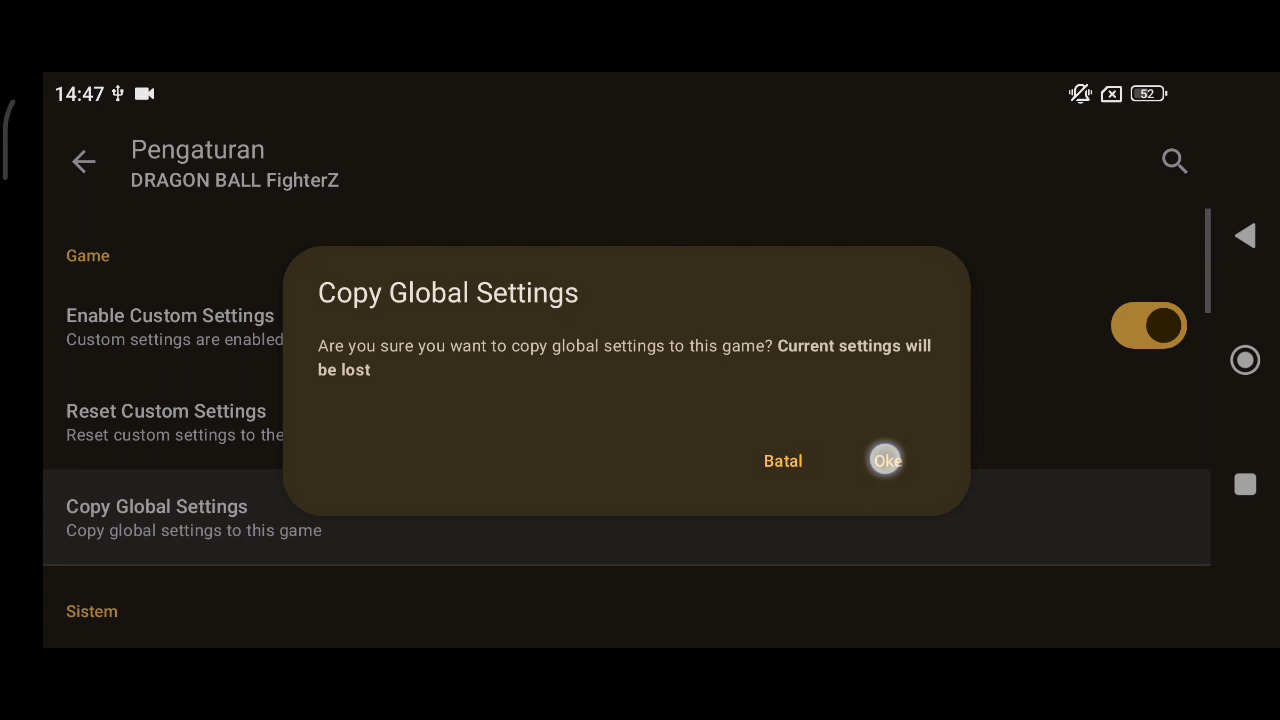 14:47
52
Pengaturan
DRAGON BALL FighterZ
Game
Enable Custom Settings
Custom settings are enabled
Reset Custom Settings
Reset custom settings to the
Copy Global Settings
Copy global settings to this game
Sistem
Copy Global Settings
Are you sure you want to copy global settings to this game? Current settings will
be lost
Batal
Oke